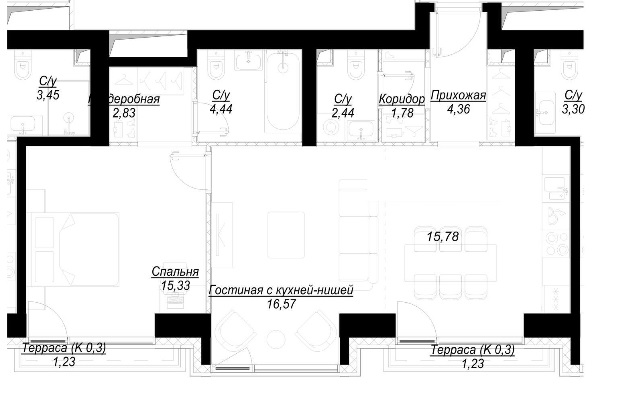 С/у
3,45
2,83
С/у
4,44
С/у
2,44
Коридор
1,78
Прихожая
4,36
С/у
3,30
15,78
Спальня
15,33
Гостиная с кухней-нишей
16,57
Терраса (К 0,3)
1,23
Терраса (К 0,3)
1,23